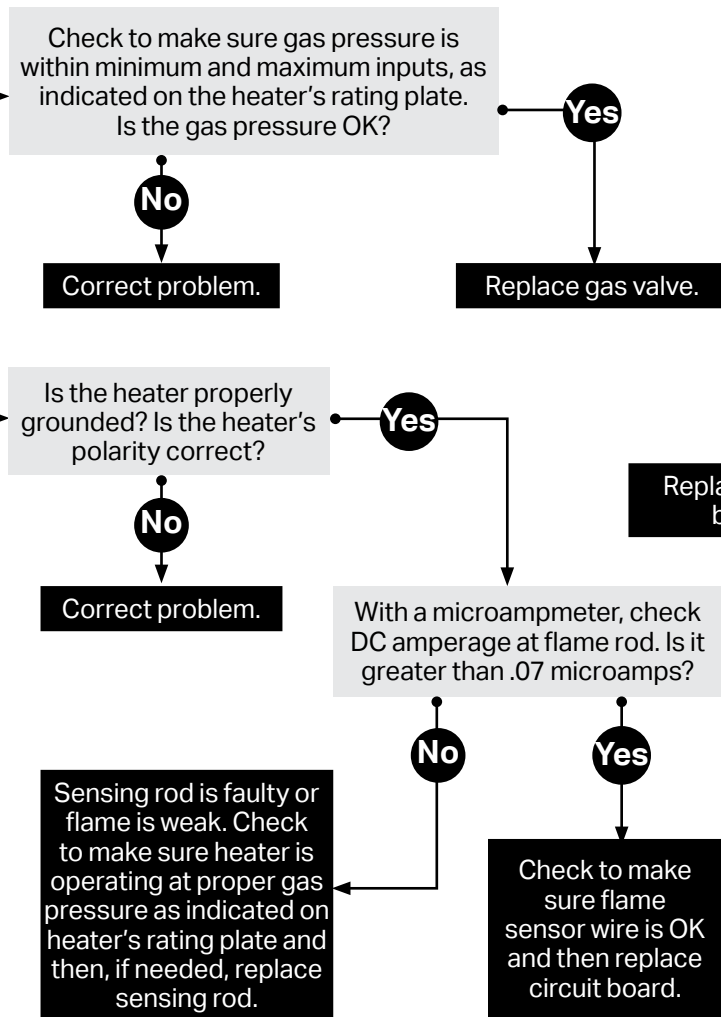 Check to make sure gas pressure is
within minimum and maximum inputs, as
indicated on the heater's rating plate.
Is the gas pressure OK?
Yes
No
Correct problem.
Replace gas valve.
Is the heater properly
grounded? Is the heater's
polarity correct?
Yes
No
Correct problem.
With a microampmeter, check
DC amperage at flame rod. Is it
greater than .07 microamps?
No
Yes
Sensing rod is faulty or
flame is weak. Check
to make sure heater is
operating at proper gas
pressure as indicated on
heater's rating plate and
then, if needed, replace
sensing rod.
Check to make
sure flame
sensor wire is OK
and then replace
circuit board.